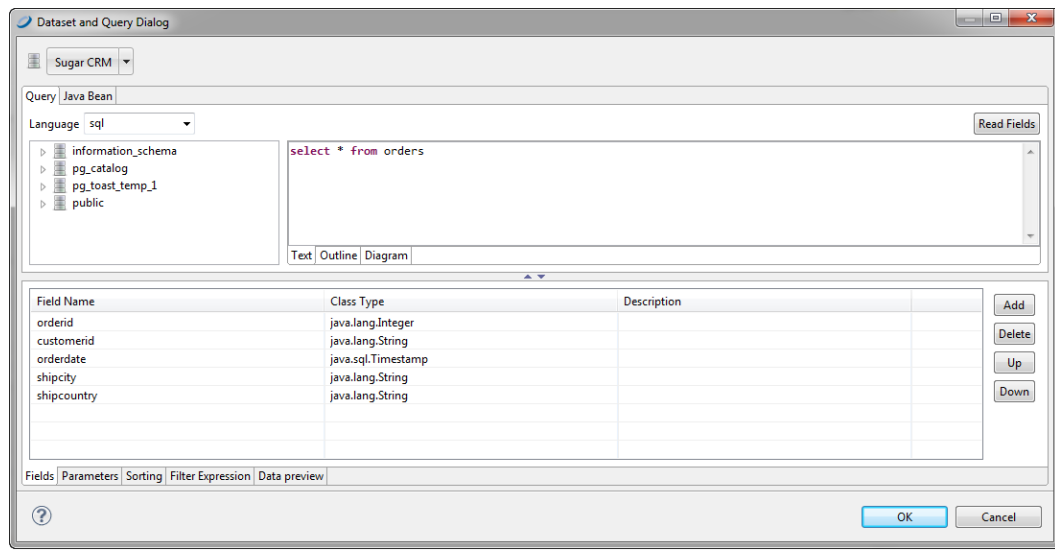 Dataset and Query Dialog
Sugar CRM
Query Java Bean
Language sql Read Fields
information_schema
pg_catalog
pg_toast_temp_1
public
select * from orders
Text Outline Diagram
Field Name Class Type Description
orderid java.lang.Integer
customerid java.lang.String
orderdate java.sql.Timestamp
shipcity java.lang.String
shipcountry java.lang.String
Add
Delete
Up
Down
Fields Parameters Sorting Filter Expression Data preview
? OK Cancel